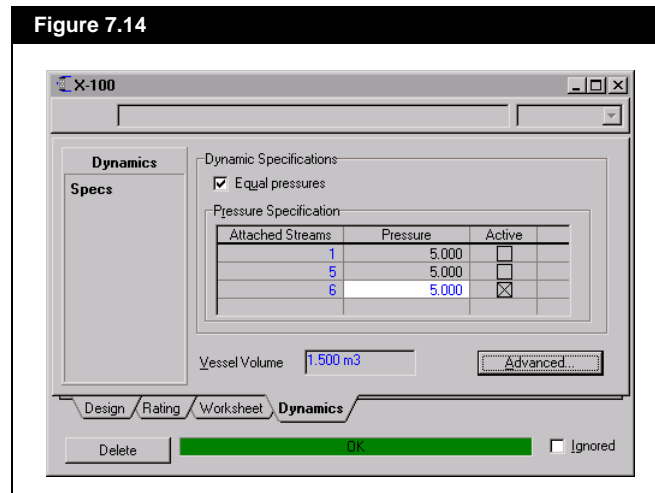 Figure 7.14
X-100
Dynamics
Specs
Dynamic Specifications
Equal pressures
Pressure Specification
Attached Streams Pressure Active
1 5.000
5 5.000
6 5.000
Vessel Volume 1.500 m3
Advanced...
Design Rating Worksheet Dynamics
Delete OK Ignored